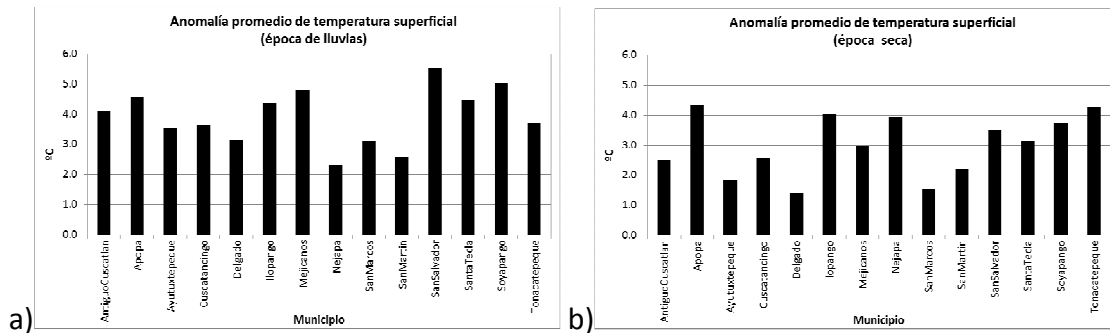 Anomalía promedio de temperatura superficial
(época de lluvias)
6.0
5.0
4.0
3.0
2.0
1.0
0.0
ºC
AntiguoCuscatlan
Apopa
Ayutuxtepeque
Cuscatancingo
Delgado
Ilopango
Mejicanos
Nejapa
SanMarcos
SanMartin
SanSalvador
SantaTecla
Soyapango
Tonacatepeque
Municipio
a)
Anomalía promedio de temperatura superficial
(época seca)
6.0
5.0
4.0
3.0
2.0
1.0
0.0
ºC
AntiguoCuscatlan
Apopa
Ayutuxtepeque
Cuscatancingo
Delgado
Ilopango
Mejicanos
Nejapa
SanMarcos
SanMartin
SanSalvador
SantaTecla
Soyapango
Tonacatepeque
Municipio
b)